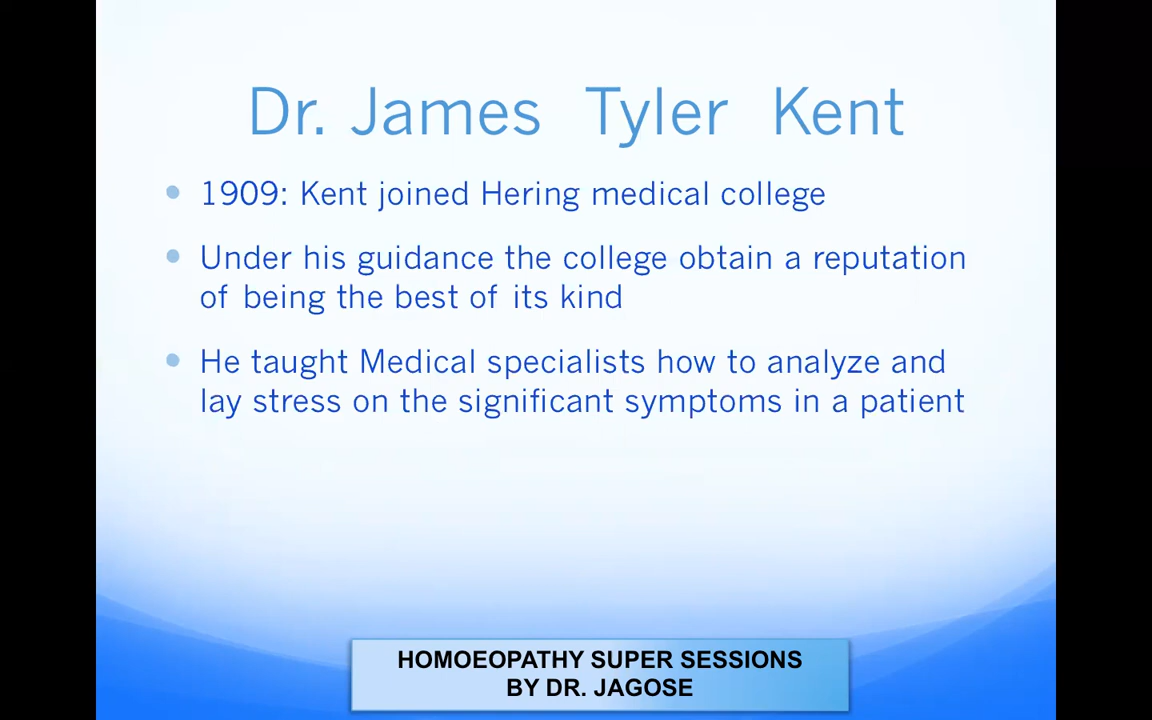 Dr. James Tyler Kent
• 1909: Kent joined Hering medical college
• Under his guidance the college obtain a reputation
of being the best of its kind
• He taught Medical specialists how to analyze and
lay stress on the significant symptoms in a patient
HOMOEOPATHY SUPER SESSIONS
BY DR. JAGOSE